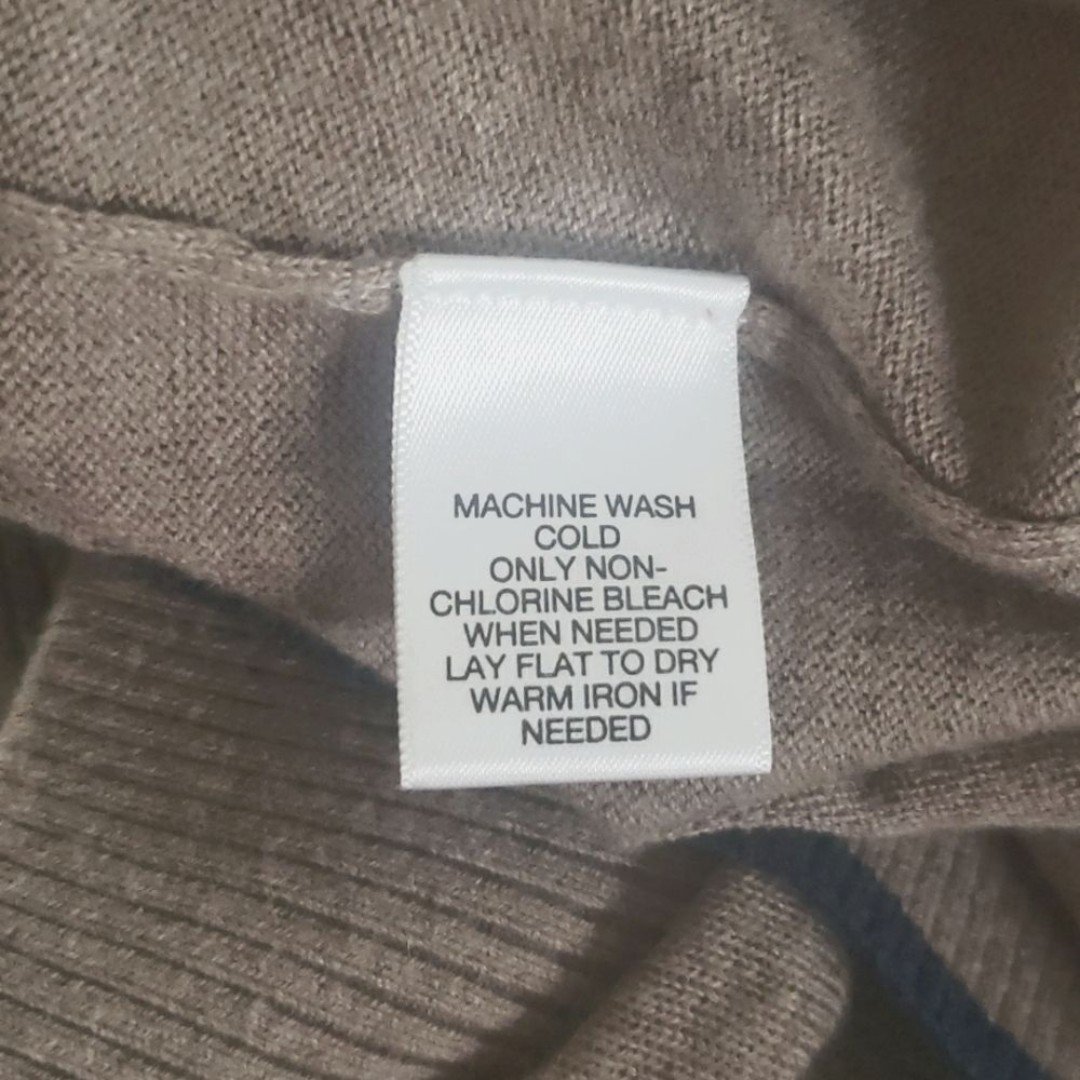 MACHINE WASH
COLD
ONLY NON-
CHLORINE BLEACH
WHEN NEEDED
LAY FLAT TO DRY
WARM IRON IF
NEEDED